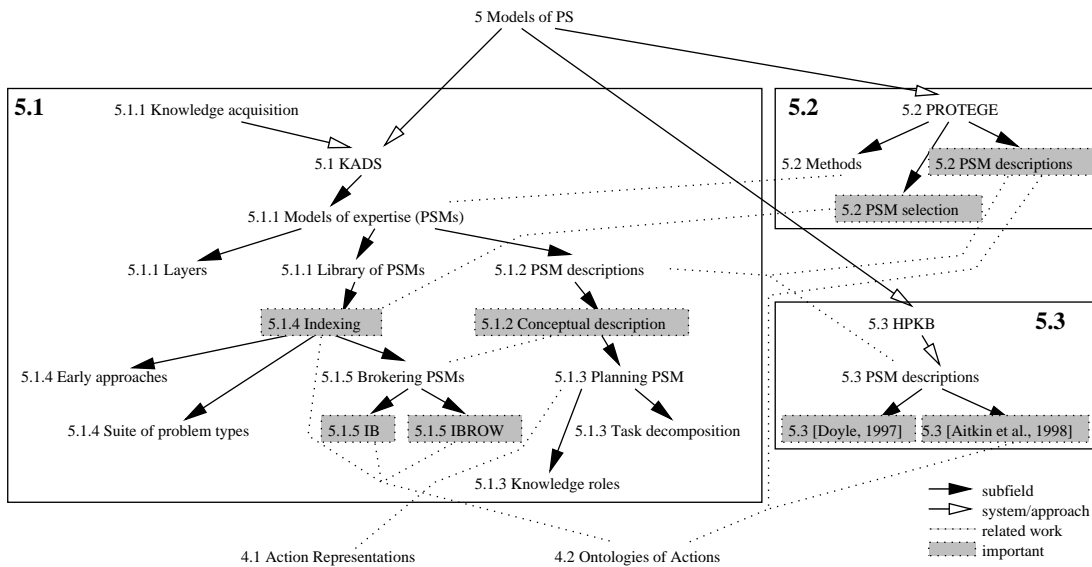 5 Models of PS
5.1
5.1.1 Knowledge acquisition
5.1 KADS
5.1.1 Models of expertise (PSMs)
5.1.1 Layers
5.1.1 Library of PSMs
5.1.2 PSM descriptions
5.1.4 Indexing
5.1.2 Conceptual description
5.1.4 Early approaches
5.1.5 Brokering PSMs
5.1.3 Planning PSM
5.1.4 Suite of problem types
5.1.5 IB
5.1.5 IBROW
5.1.3 Task decomposition
5.1.3 Knowledge roles
5.2
5.2 PROTEGE
5.2 Methods
5.2 PSM descriptions
5.2 PSM selection
5.3 HPKB
5.3
5.3 PSM descriptions
5.3 [Doyle, 1997]
5.3 [Aitkin et al., 1998]
subfield
system/approach
related work
important
4.1 Action Representations
4.2 Ontologies of Actions